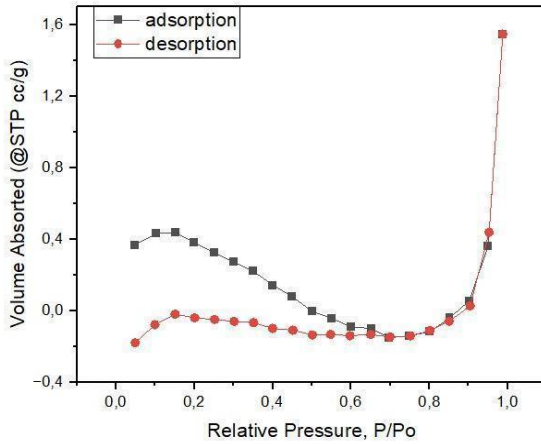 adsorption
desorption
1,6
1,2
0,8
0,4
0,0
−0,4
Volume Absorted (@STP cc/g)
0,0 0,2 0,4 0,6 0,8 1,0
Relative Pressure, P/Po